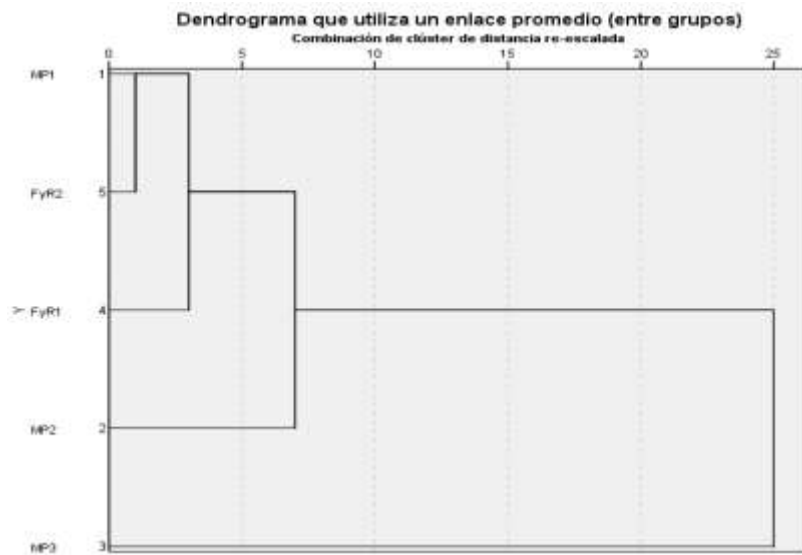 Dendrograma que utiliza un enlace promedio (entre grupos)
Combinación de clúster de distancia re-escalada
0 5 10 15 20 25
MP1 1
FyR2 5
Y
FyR1 4
MP2 2
MP3 3